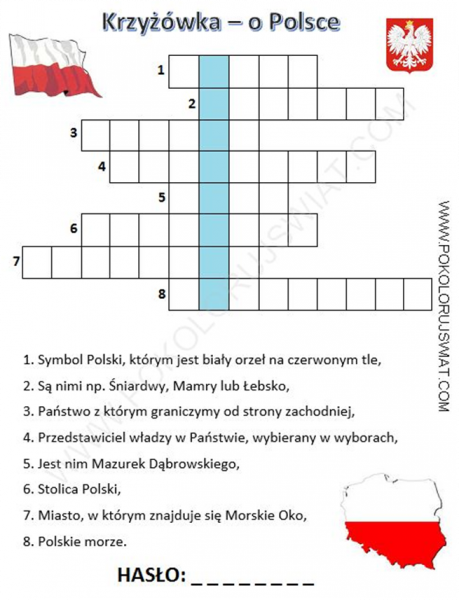 Krzyżówka – o Polsce
1
2
3
4
5
6
7
8
WWW.POKOLORUJSWIAT.COM
WWW.POKOLORUJSWIAT.COM
1. Symbol Polski, którym jest biały orzeł na czerwonym tle,
2. Są nimi np. Śniardwy, Mamry lub Łebsko,
3. Państwo z którym graniczymy od strony zachodniej,
4. Przedstawiciel władzy w Państwie, wybierany w wyborach,
5. Jest nim Mazurek Dąbrowskiego,
6. Stolica Polski,
7. Miasto, w którym znajduje się Morskie Oko,
8. Polskie morze.
HASŁO: _ _ _ _ _ _ _ _